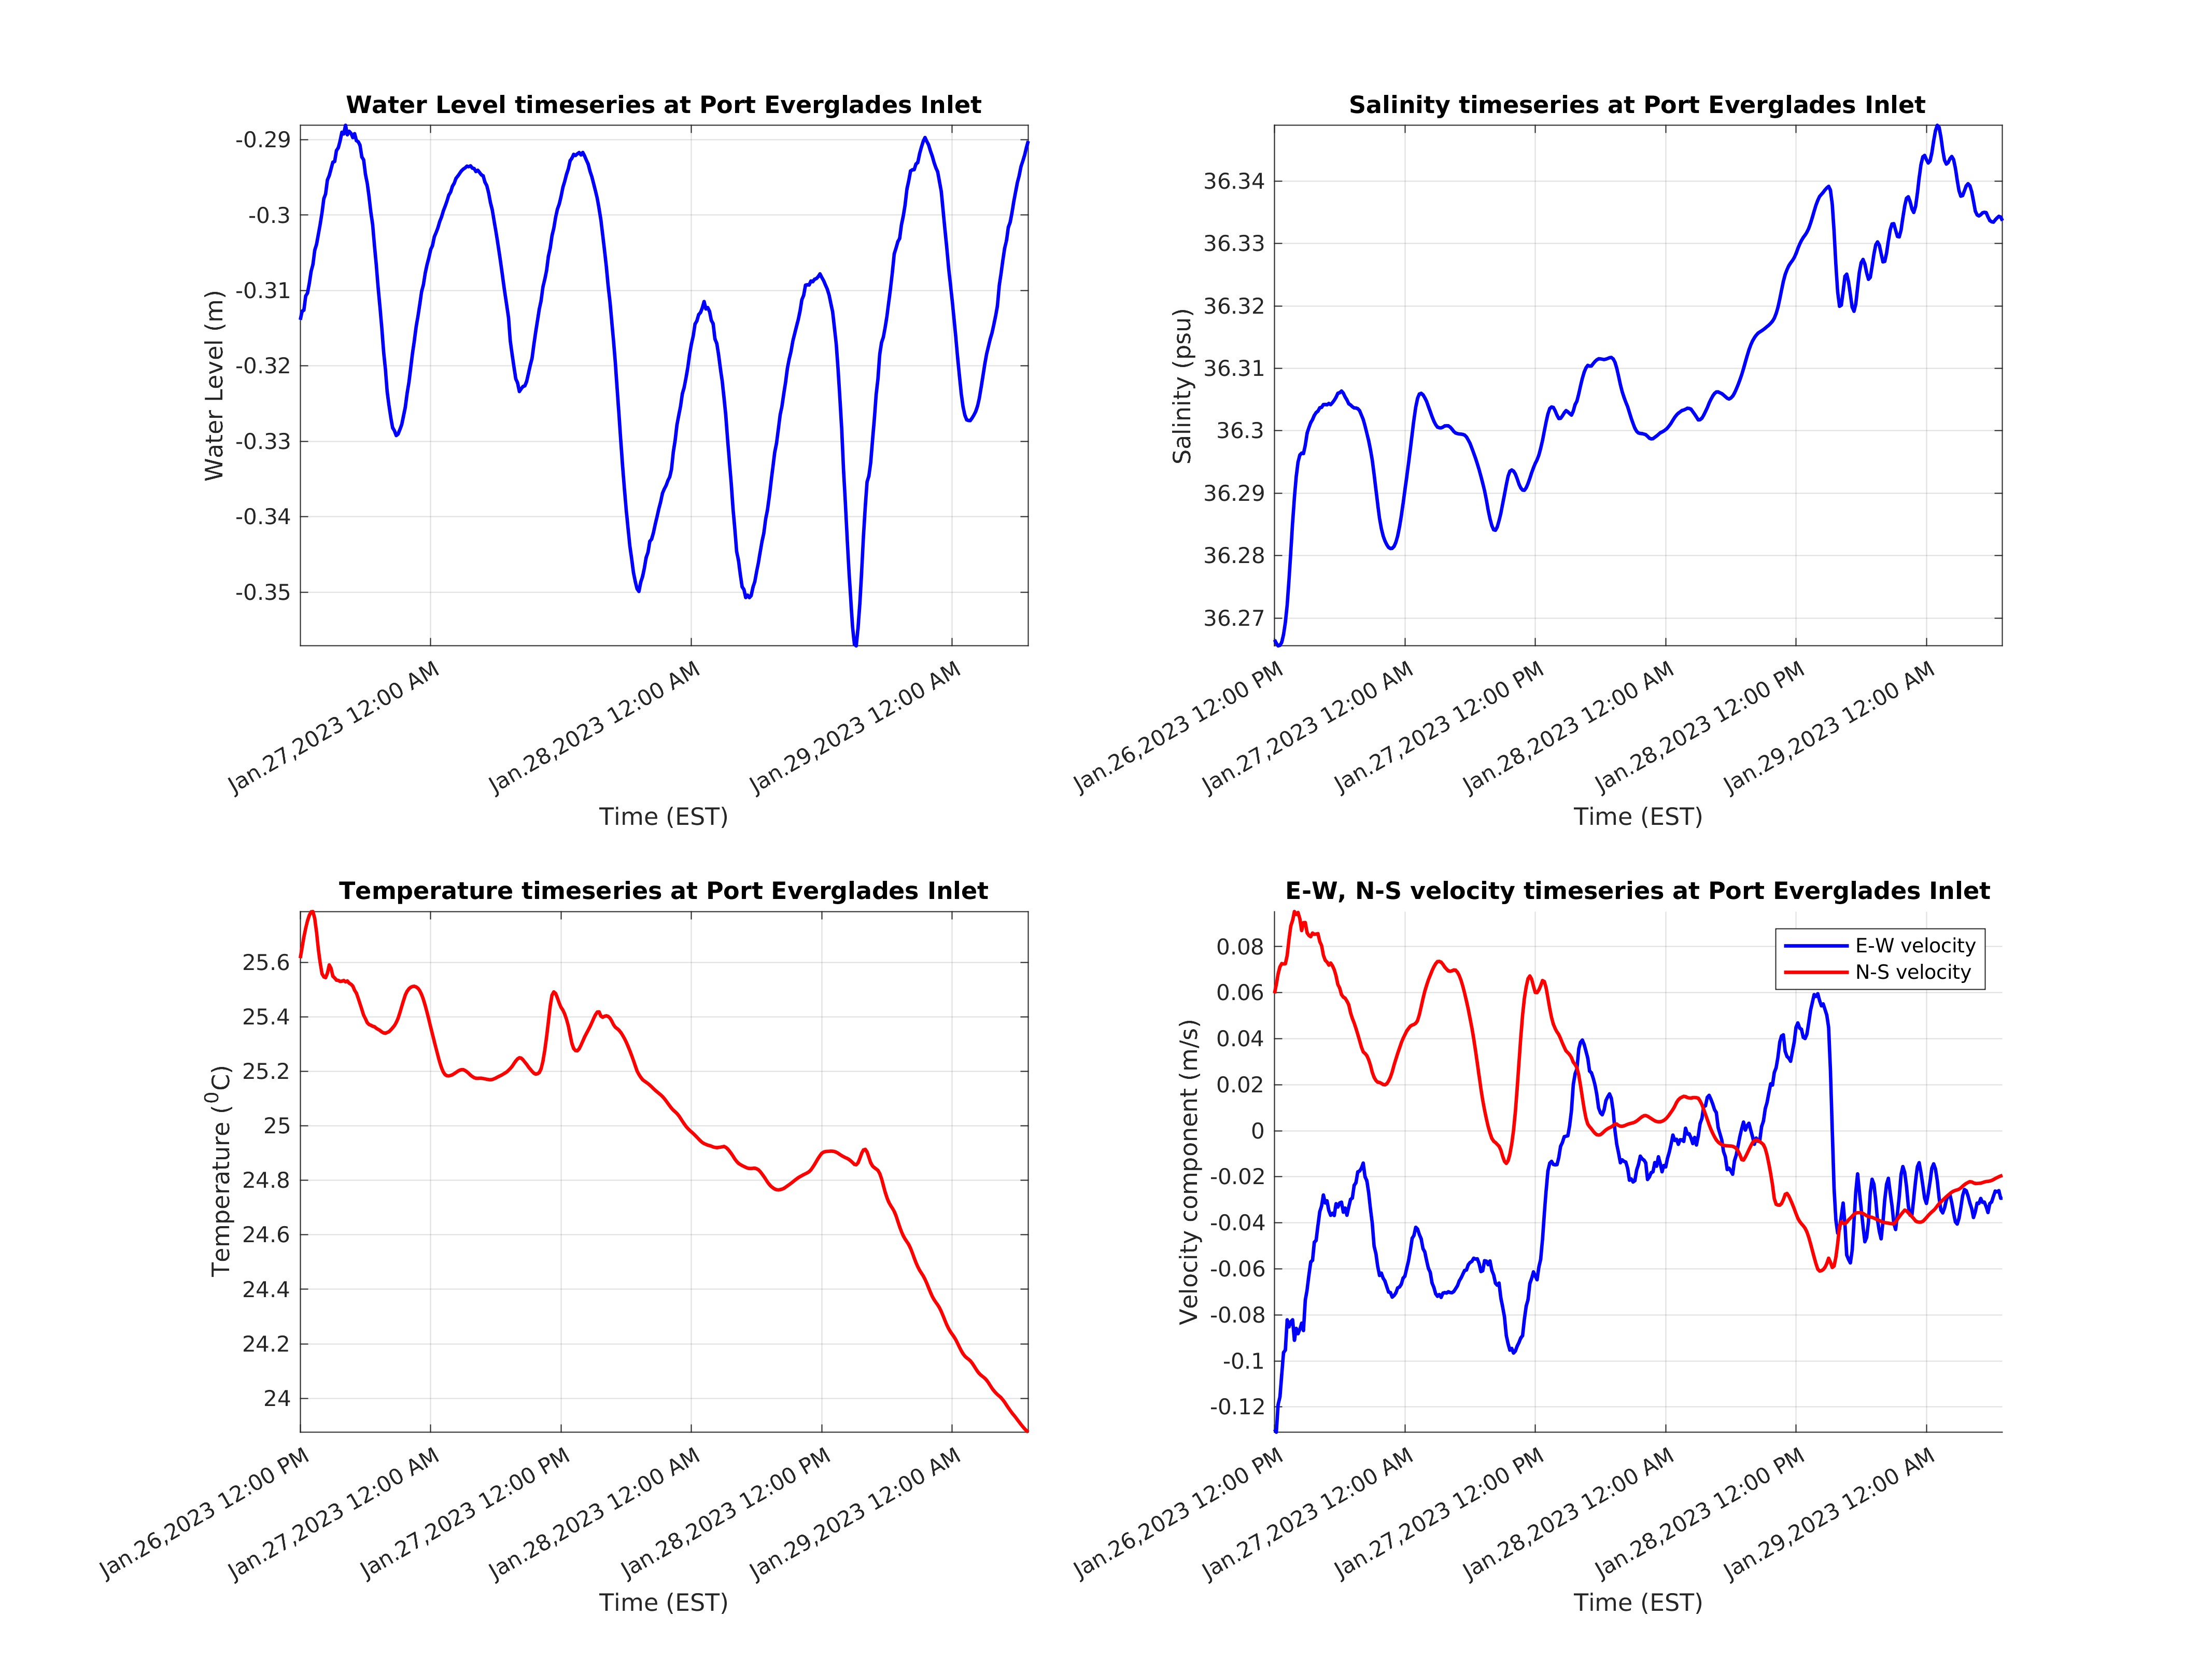 Water Level timeseries at Port Everglades Inlet
Water Level (m)
-0.29
-0.3
-0.31
-0.32
-0.33
-0.34
-0.35
Jan.27,2023 12:00 AM
Jan.28,2023 12:00 AM
Jan.29,2023 12:00 AM
Time (EST)
Salinity timeseries at Port Everglades Inlet
Salinity (psu)
36.34
36.33
36.32
36.31
36.3
36.29
36.28
36.27
Jan.26,2023 12:00 PM
Jan.27,2023 12:00 AM
Jan.27,2023 12:00 PM
Jan.28,2023 12:00 AM
Jan.28,2023 12:00 PM
Jan.29,2023 12:00 AM
Time (EST)
Temperature timeseries at Port Everglades Inlet
Temperature (⁰C)
25.6
25.4
25.2
25
24.8
24.6
24.4
24.2
24
Jan.26,2023 12:00 PM
Jan.27,2023 12:00 AM
Jan.27,2023 12:00 PM
Jan.28,2023 12:00 AM
Jan.28,2023 12:00 PM
Jan.29,2023 12:00 AM
Time (EST)
E-W, N-S velocity timeseries at Port Everglades Inlet
E-W velocity
N-S velocity
Velocity component (m/s)
0.08
0.06
0.04
0.02
0
-0.02
-0.04
-0.06
-0.08
-0.1
-0.12
Jan.26,2023 12:00 PM
Jan.27,2023 12:00 AM
Jan.27,2023 12:00 PM
Jan.28,2023 12:00 AM
Jan.28,2023 12:00 PM
Jan.29,2023 12:00 AM
Time (EST)